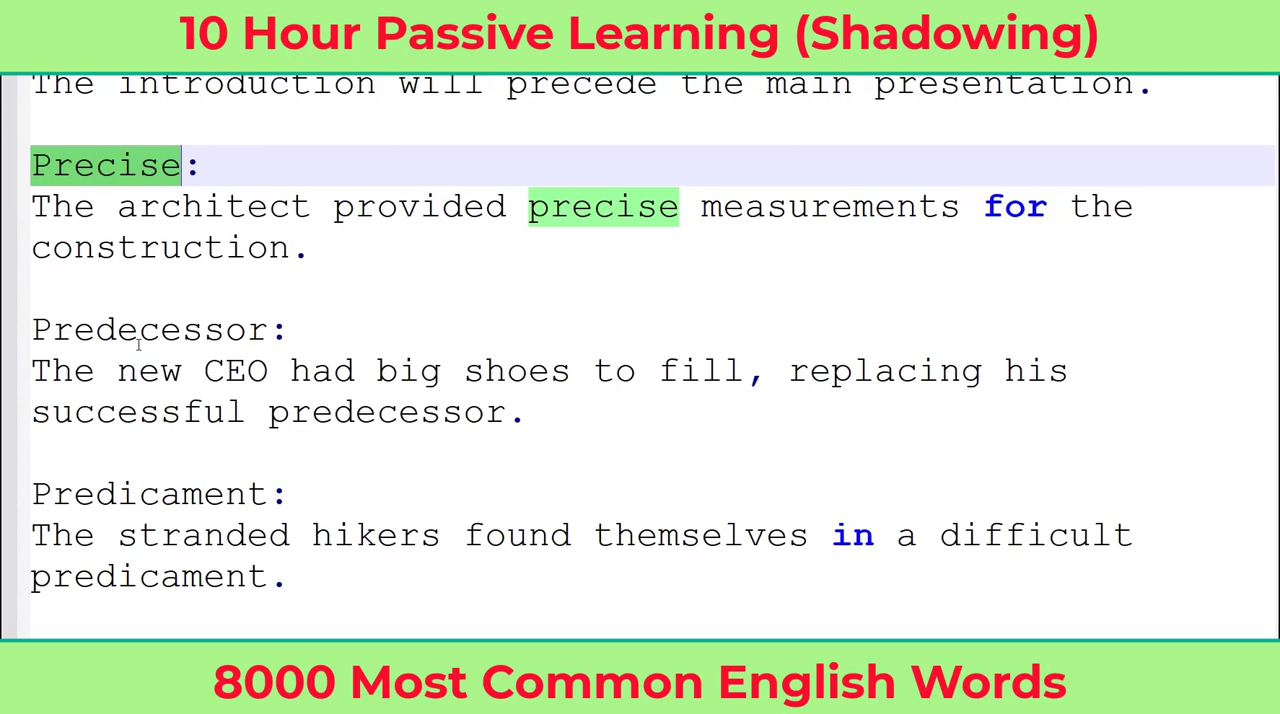 10 Hour Passive Learning (Shadowing)
The introduction will precede the main presentation.
Precise:
The architect provided precise measurements for the
construction.
Predecessor:
The new CEO had big shoes to fill, replacing his
successful predecessor.
Predicament:
The stranded hikers found themselves in a difficult
predicament.
8000 Most Common English Words